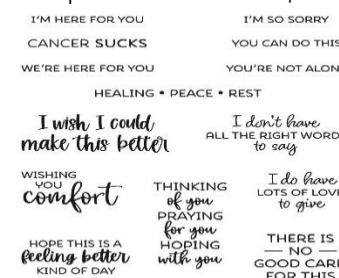 I'M HERE FOR YOU
I'M SO SORRY
CANCER SUCKS
YOU CAN DO THIS
WE'RE HERE FOR YOU
YOU'RE NOT ALON
HEALING • PEACE • REST
I wish I could
make this better
I don't have
ALL THE RIGHT WORD
to say
WISHING
YOU
comfort
THINKING
of you
PRAYING
for you
HOPING
with you
I do have
LOTS OF LOVE
to give
HOPE THIS IS A
feeling better
KIND OF DAY
THERE IS
NO
GOOD CARD
FOR THIS